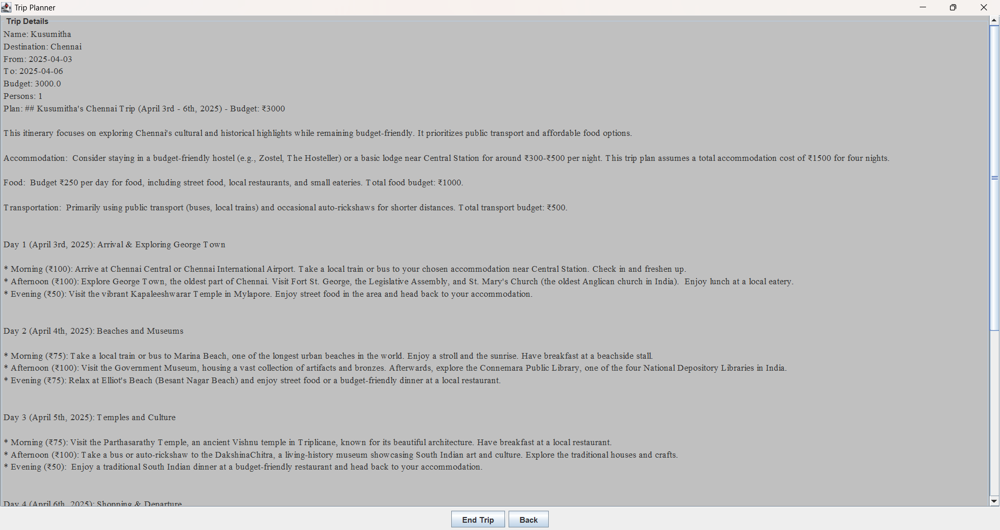 Trip Planner
Trip Details
Name: Kusumitha
Destination: Chennai
From: 2025-04-03
To: 2025-04-06
Budget: 3000.0
Persons: 1
Plan: ## Kusumitha's Chennai Trip (April 3rd - 6th, 2025) - Budget: ₹3000
This itinerary focuses on exploring Chennai's cultural and historical highlights while remaining budget-friendly. It prioritizes public transport and affordable food options.
Accommodation:  Consider staying in a budget-friendly hostel (e.g., Zostel, The Hosteller) or a basic lodge near Central Station for around ₹300-₹500 per night. This trip plan assumes a total accommodation cost of ₹1500 for four nights.
Food:  Budget ₹250 per day for food, including street food, local restaurants, and small eateries. Total food budget: ₹1000.
Transportation:  Primarily using public transport (buses, local trains) and occasional auto-rickshaws for shorter distances. Total transport budget: ₹500.
Day 1 (April 3rd, 2025): Arrival & Exploring George Town
* Morning (₹100): Arrive at Chennai Central or Chennai International Airport. Take a local train or bus to your chosen accommodation near Central Station. Check in and freshen up.
* Afternoon (₹100): Explore George Town, the oldest part of Chennai. Visit Fort St. George, the Legislative Assembly, and St. Mary's Church (the oldest Anglican church in India).  Enjoy lunch at a local eatery.
* Evening (₹50): Visit the vibrant Kapaleeshwarar Temple in Mylapore. Enjoy street food in the area and head back to your accommodation.
Day 2 (April 4th, 2025): Beaches and Museums
* Morning (₹75): Take a local train or bus to Marina Beach, one of the longest urban beaches in the world. Enjoy a stroll and the sunrise. Have breakfast at a beachside stall.
* Afternoon (₹100): Visit the Government Museum, housing a vast collection of artifacts and bronzes. Afterwards, explore the Connemara Public Library, one of the four National Depository Libraries in India.
* Evening (₹75): Relax at Elliot's Beach (Besant Nagar Beach) and enjoy street food or a budget-friendly dinner at a local restaurant.
Day 3 (April 5th, 2025): Temples and Culture
* Morning (₹75): Visit the Parthasarathy Temple, an ancient Vishnu temple in Triplicane, known for its beautiful architecture. Have breakfast at a local restaurant.
* Afternoon (₹100): Take a bus or auto-rickshaw to the DakshinaChitra, a living-history museum showcasing South Indian art and culture. Explore the traditional houses and crafts.
* Evening (₹50):  Enjoy a traditional South Indian dinner at a budget-friendly restaurant and head back to your accommodation.
Day 4 (April 6th, 2025): Shopping & Departure
End Trip
Back